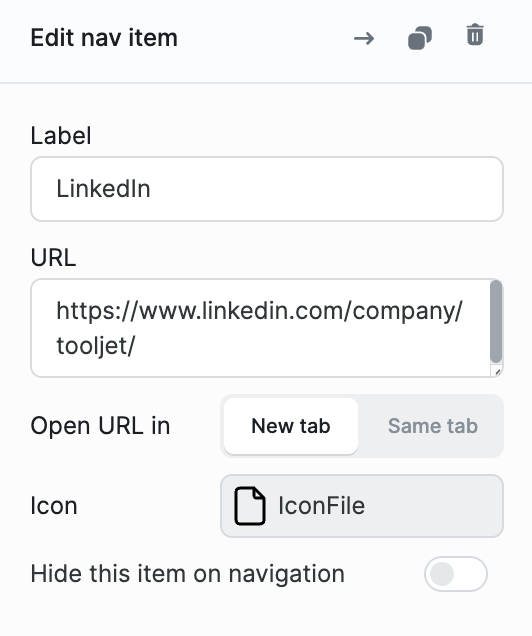 Edit nav item
Label
LinkedIn
URL
https://www.linkedin.com/company/
tooljet/
Open URL in New tab Same tab
Icon IconFile
Hide this item on navigation